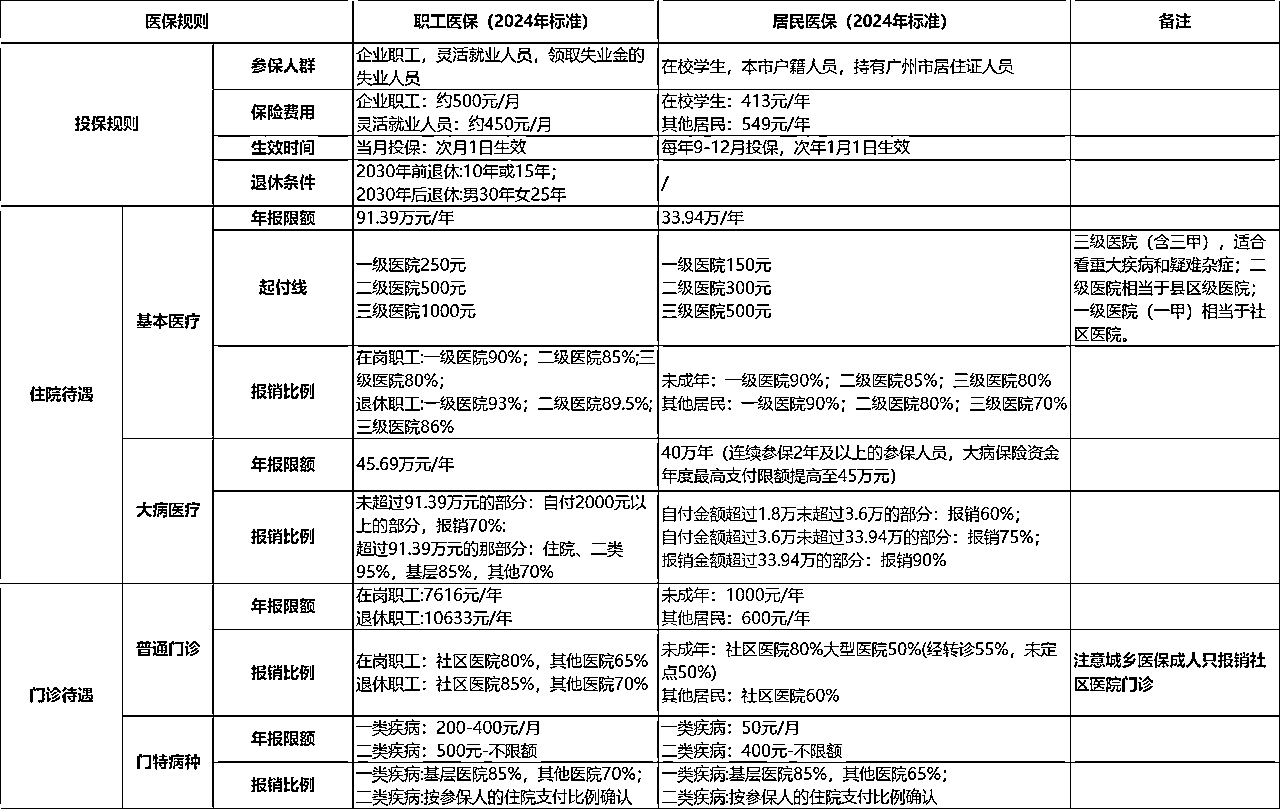 医保规则
职工医保（2024年标准）
居民医保（2024年标准）
备注
投保规则
参保人群
企业职工，灵活就业人员，领取失业金的
失业人员
在校学生，本市户籍人员，持有广州市居住证人员
保险费用
企业职工：约500元/月
灵活就业人员：约450元/月
在校学生：413元/年
其他居民：549元/年
生效时间
当月投保：次月1日生效
每年9-12月投保，次年1月1日生效
退休条件
2030年前退休:10年或15年；
2030年后退休:男30年女25年
/
住院待遇
基本医疗
年报限额
91.39万元/年
33.94万/年
起付线
一级医院250元
二级医院500元
三级医院1000元
一级医院150元
二级医院300元
三级医院500元
三级医院（含三甲），适合
看重大疾病和疑难杂症；二
级医院相当于县区级医院；
一级医院（一甲）相当于社
区医院。
报销比例
在岗职工:一级医院90%；二级医院85%;三
级医院80%；
退休职工:一级医院93%；二级医院89.5%；
三级医院86%
未成年：一级医院90%；二级医院85%；三级医院80%
其他居民：一级医院90%；二级医院80%；三级医院70%
大病医疗
年报限额
45.69万元/年
40万年（连续参保2年及以上的参保人员，大病保险资金
年度最高支付限额提高至45万元）
报销比例
未超过91.39万元的部分：自付2000元以
上的部分，报销70%;
超过91.39万元的那部分：住院、二类
95%，基层85%，其他70%
自付金额超过1.8万未超过3.6万的部分：报销60%；
自付金额超过3.6万未超过33.94万的部分：报销75%；
报销金额超过33.94万的部分：报销90%
门诊待遇
普通门诊
年报限额
在岗职工:7616元/年
退休职工:10633元/年
未成年：1000元/年
其他居民：600元/年
报销比例
在岗职工：社区医院80%，其他医院65%
退休职工：社区医院85%，其他医院70%
未成年：社区医院80%大型医院50%(经转诊55%，未定
点50%)
其他居民：社区医院60%
注意城乡医保成人只报销社
区医院门诊
门特病种
年报限额
一类疾病：200-400元/月
二类疾病：500元-不限额
一类疾病：50元/月
二类疾病：400元-不限额
报销比例
一类疾病:基层医院85%，其他医院70%；
二类疾病:按参保人的住院支付比例确认
一类疾病:基层医院85%，其他医院65%；
二类疾病:按参保人的住院支付比例确认